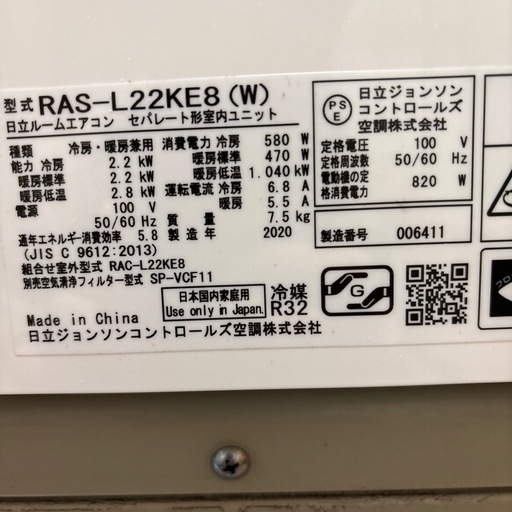 型式 RAS-L22KE8 (W)
日立ルームエアコン セパレート形室内ユニット
種類 冷房・暖房兼用 消費電力 冷房 580 W
能力 冷房 2.2 kW 暖房標準 470 W
暖房標準 2.2 kW 暖房低温 1.040 kW
暖房低温 2.8 kW 運転電流 冷房 6.8 A
電源 100 V 暖房 5.5 A
50/60 Hz 質量 7.5 kg
通年エネルギー消費効率 5.8 製造年 2020
(JIS C 9612:2013)
組合せ室外型式 RAC-L22KE8
別売空気清浄フィルター型式 SP-VCF11
日本国内家庭用
Use only in Japan.
冷媒
R32
Made in China
日立ジョンソンコントロールズ空調株式会社
PSE
日立ジョンソン
コントロールズ
空調株式会社
定格電圧 100 V
定格周波数 50/60 Hz
電動機の定格消費電力 820 W
製造番号 006411
G
フロ